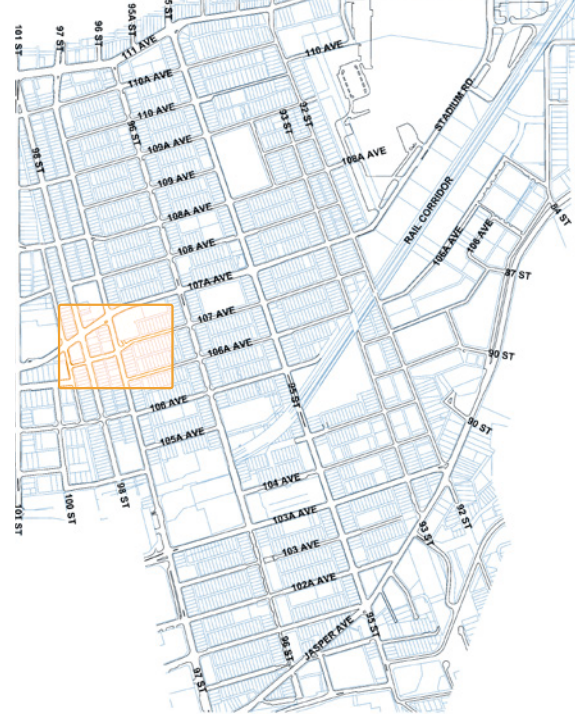 95A ST
95 ST
101 ST
97 ST
96 ST
111 AVE
110 AVE
110A AVE
STADIUM RD
110 AVE
93 ST
92 ST
96 ST
109A AVE
98 ST
108A AVE
109 AVE
108A AVE
84 ST
RAIL CORRIDOR
106A AVE
106 AVE
108 AVE
87 ST
107A AVE
107 AVE
106A AVE
90 ST
95 ST
106 AVE
90 ST
105A AVE
104 AVE
101 ST
100 ST
98 ST
103A AVE
92 ST
93 ST
103 AVE
102A AVE
95 ST
JASPER AVE
96 ST
97 ST